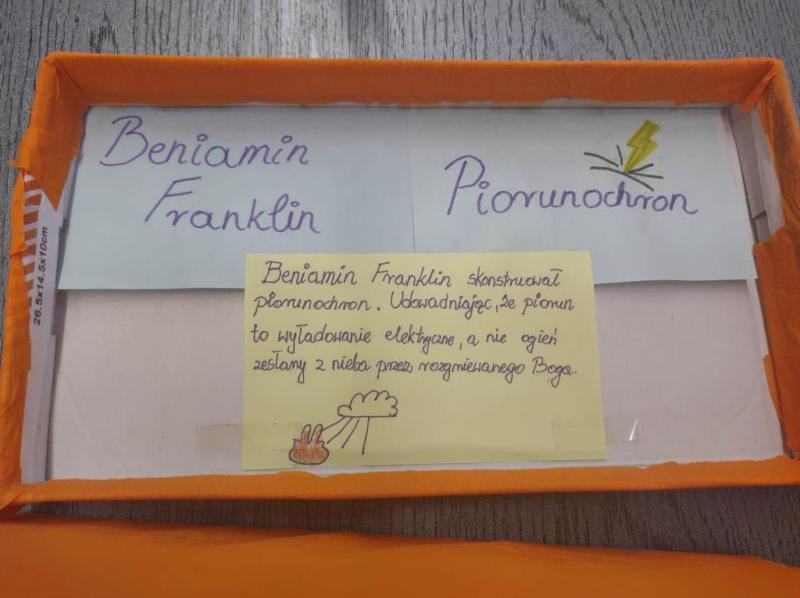 Beniamin
Franklin
Piorunochron
Beniamin Franklin skonstruował
piorunochron. Udowadniając, że piorun
to wyładowanie elektryczne, a nie ogień
zesłany z nieba przez rozgniewanego Boga.
26.5x14.5x10cm